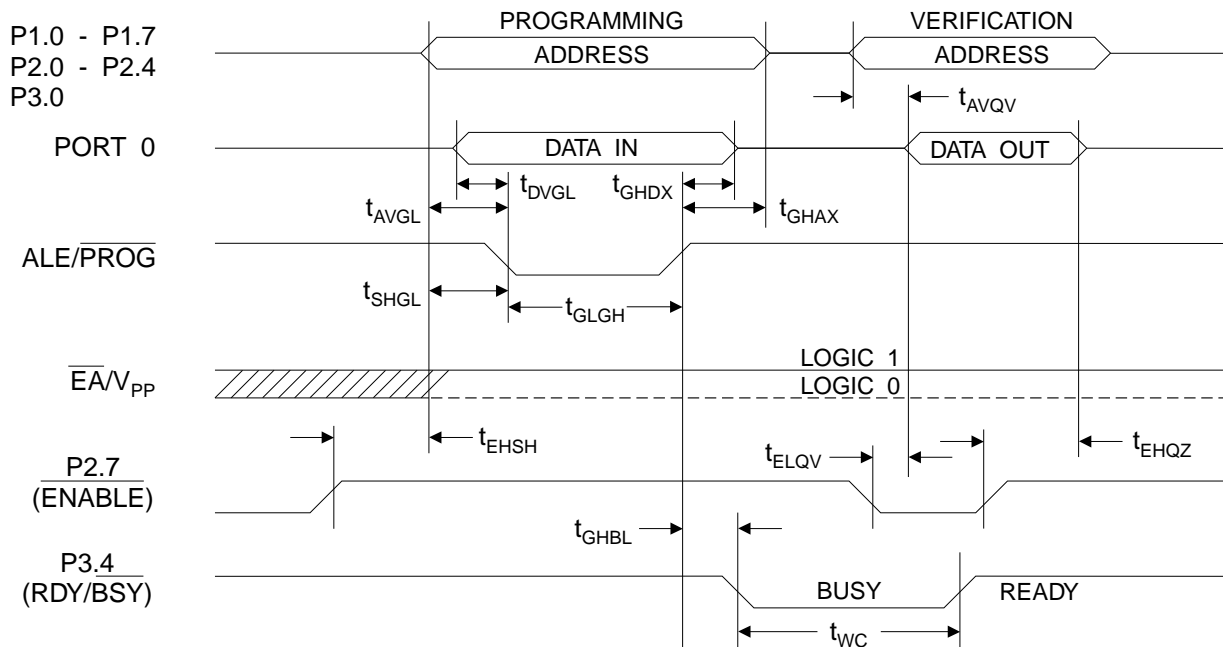 PROGRAMMING
VERIFICATION
P1.0 - P1.7
P2.0 - P2.4
P3.0
ADDRESS
ADDRESS
tAVQV
PORT 0
DATA IN
DATA OUT
tDVGL
tGHDX
tAVGL
tGHAX
ALE/PROG
tSHGL
tGLGH
LOGIC 1
EA/VPP
LOGIC 0
tEHSH
tELQV
tEHQZ
P2.7
(ENABLE)
tGHBL
P3.4
(RDY/BSY)
BUSY
READY
tWC